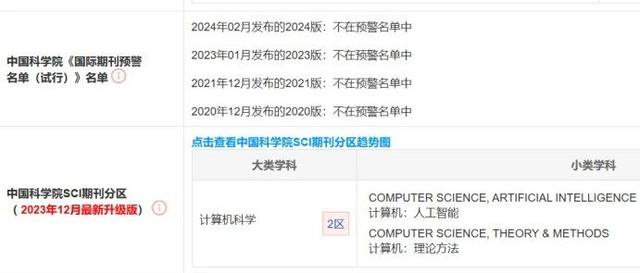 2024年02月发布的2024版：不在预警名单中
中国科学院《国际期刊预警
名单（试行）》名单
2023年01月发布的2023版：不在预警名单中
2021年12月发布的2021版：不在预警名单中
2020年12月发布的2020版：不在预警名单中
点击查看中国科学院SCI期刊分区趋势图
中国科学院SCI期刊分区
（ 2023年12月最新升级版）
大类学科
小类学科
计算机科学
2区
COMPUTER SCIENCE, ARTIFICIAL INTELLIGENCE
计算机：人工智能
COMPUTER SCIENCE, THEORY & METHODS
计算机：理论方法